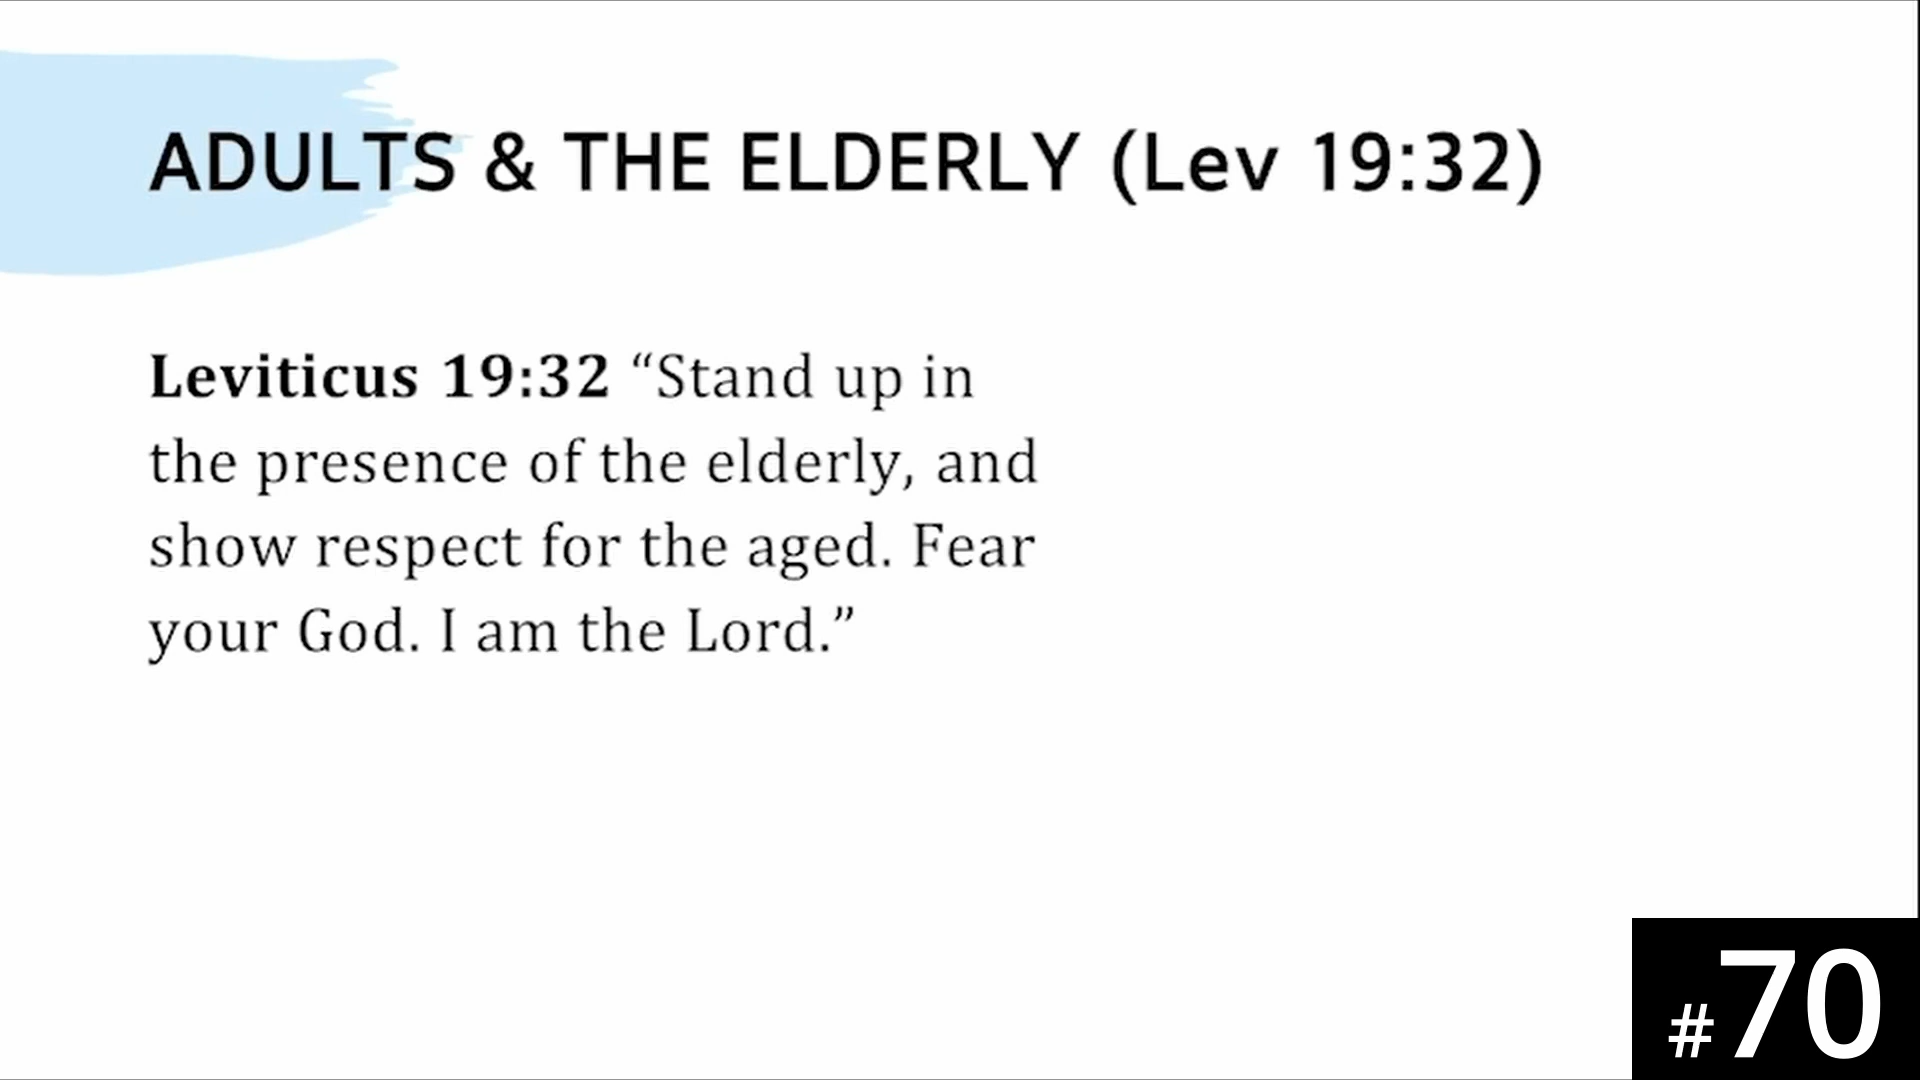 ADULTS & THE ELDERLY (Lev 19:32)
Leviticus 19:32 “Stand up in
the presence of the elderly, and
show respect for the aged. Fear
your God. I am the Lord.”
#70